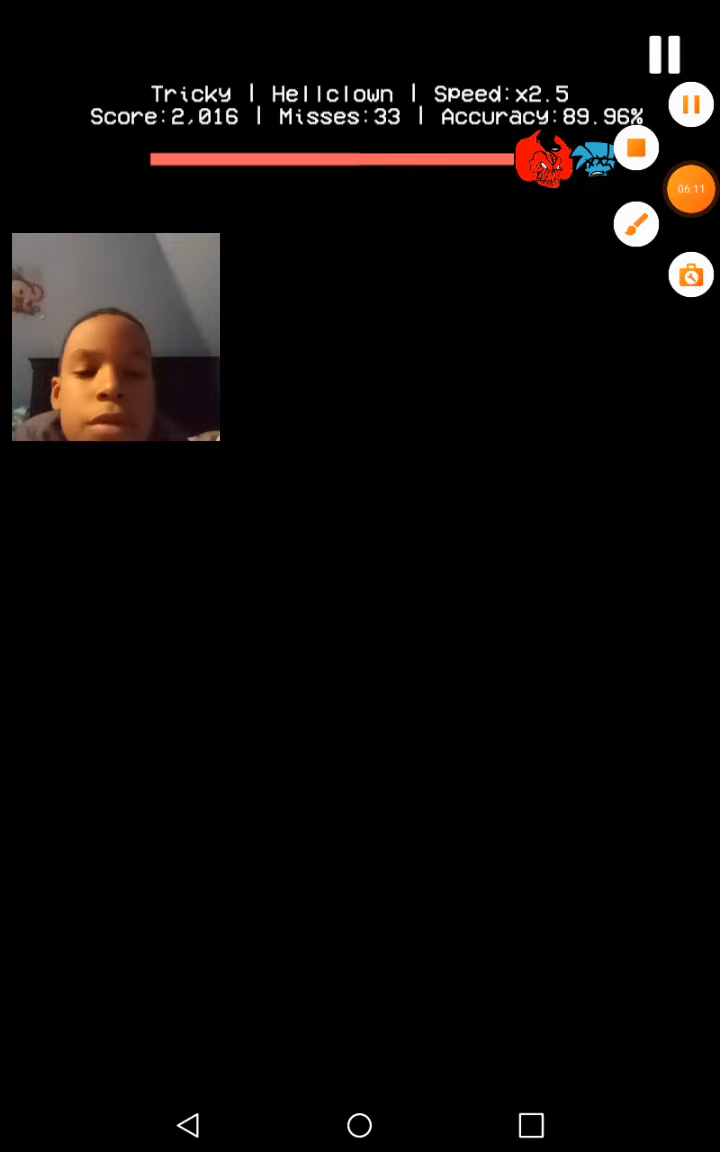 Tricky | Hellclown | Speed:x2.5
Score:2,016 | Misses:33 | Accuracy:89.96%
06:11